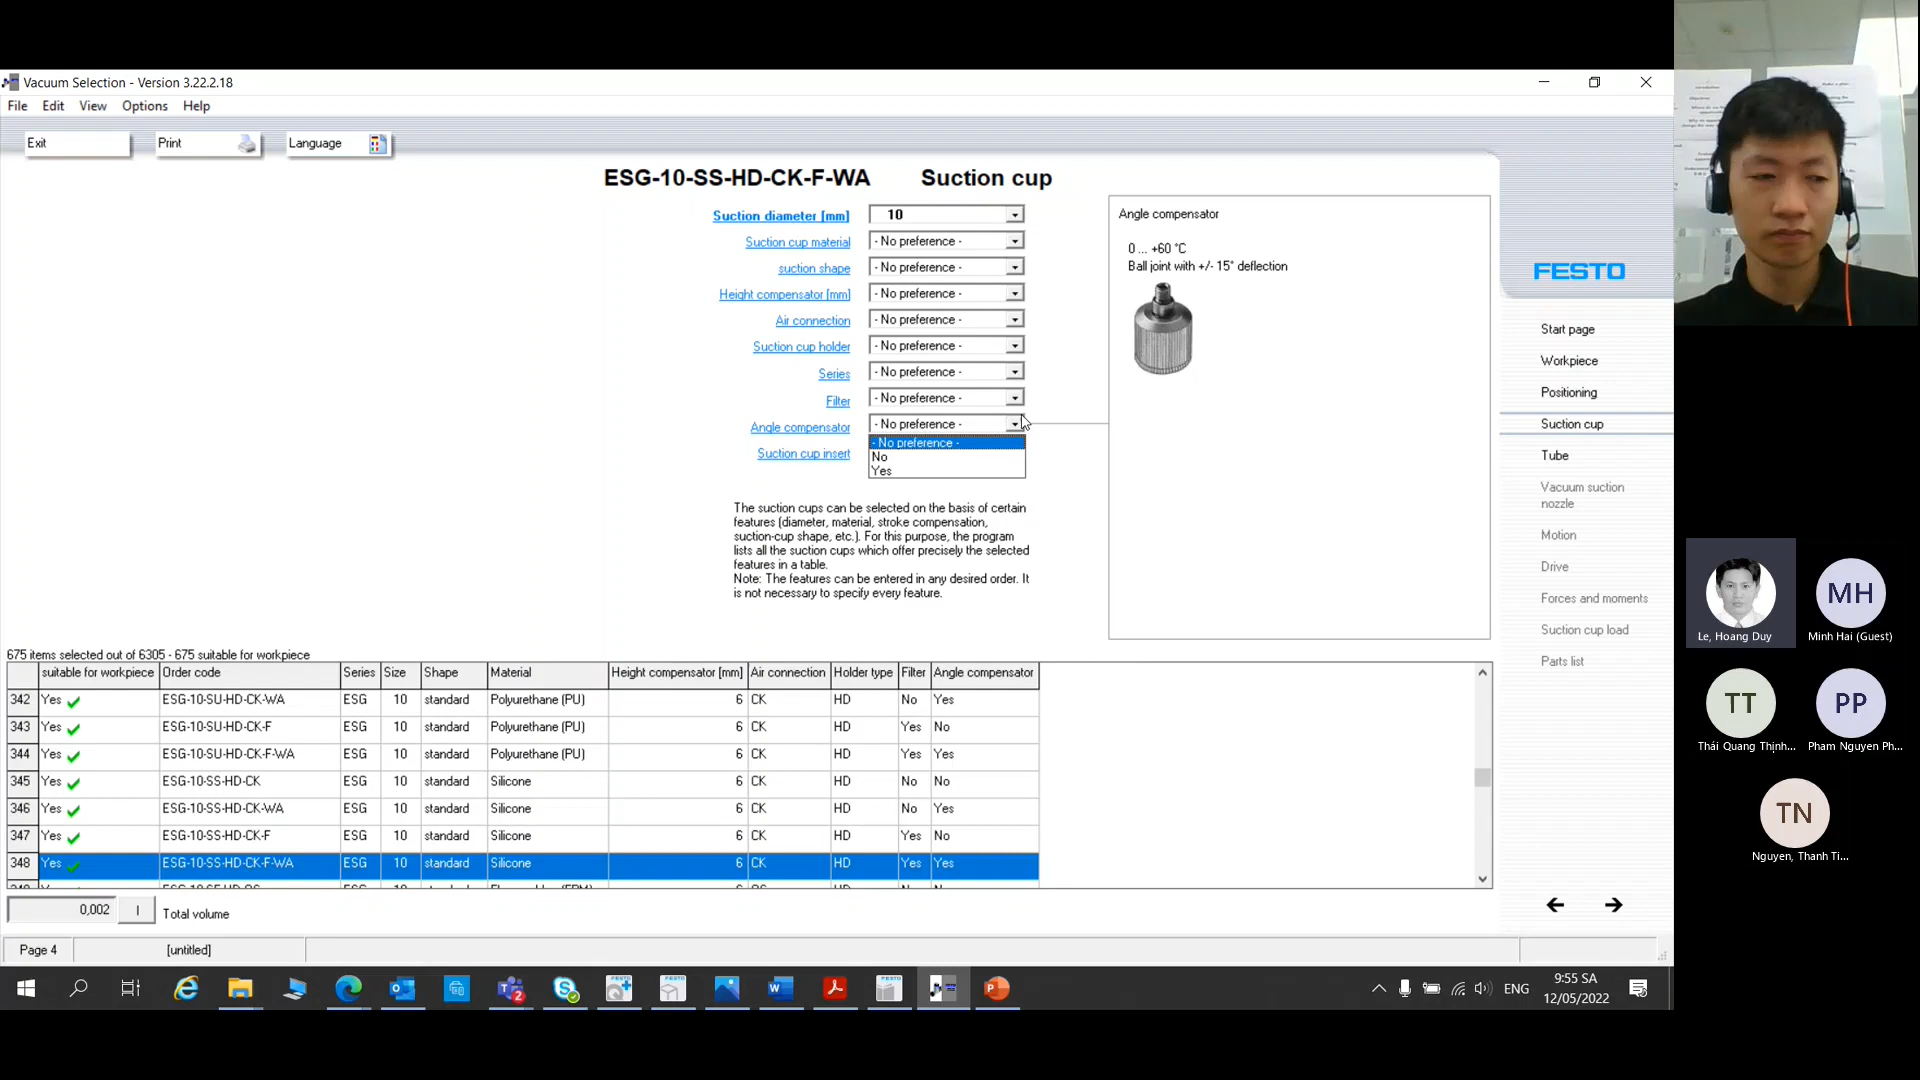 Vacuum Selection - Version 3.22.2.18
File Edit View Options Help
Exit Print Language
ESG-10-SS-HD-CK-F-WA Suction cup
Suction diameter [mm] 10
Suction cup material - No preference -
suction shape - No preference -
Height compensator [mm] - No preference -
Air connection - No preference -
Suction cup holder - No preference -
Series - No preference -
Filter - No preference -
Angle compensator - No preference -
- No preference -
No
Yes
Suction cup insert
The suction cups can be selected on the basis of certain
features (diameter, material, stroke compensation,
suction-cup shape, etc.). For this purpose, the program
lists all the suction cups which offer precisely the selected
features in a table.
Note: The features can be entered in any desired order. It
is not necessary to specify every feature.
Angle compensator
0 ... +60 °C
Ball joint with +/- 15° deflection
FESTO
Start page
Workpiece
Positioning
Suction cup
Tube
Vacuum suction
nozzle
Motion
Drive
Forces and moments
Suction cup load
Parts list
675 items selected out of 6305 - 675 suitable for workpiece
suitable for workpiece Order code Series Size Shape Material Height compensator [mm] Air connection Holder type Filter Angle compensator
342 Yes ESG-10-SU-HD-CK-WA ESG 10 standard Polyurethane (PU) 6 CK HD No Yes
343 Yes ESG-10-SU-HD-CK-F ESG 10 standard Polyurethane (PU) 6 CK HD Yes No
344 Yes ESG-10-SU-HD-CK-F-WA ESG 10 standard Polyurethane (PU) 6 CK HD Yes Yes
345 Yes ESG-10-SS-HD-CK ESG 10 standard Silicone 6 CK HD No No
346 Yes ESG-10-SS-HD-CK-WA ESG 10 standard Silicone 6 CK HD No Yes
347 Yes ESG-10-SS-HD-CK-F ESG 10 standard Silicone 6 CK HD Yes No
348 Yes ESG-10-SS-HD-CK-F-WA ESG 10 standard Silicone 6 CK HD Yes Yes
0,002 l Total volume
Page 4 [untitled]
ENG
9:55 SA
12/05/2022
Le, Hoang Duy
MH
Minh Hai (Guest)
TT
Thái Quang Thịnh...
PP
Pham Nguyen Ph...
TN
Nguyen, Thanh Ti...